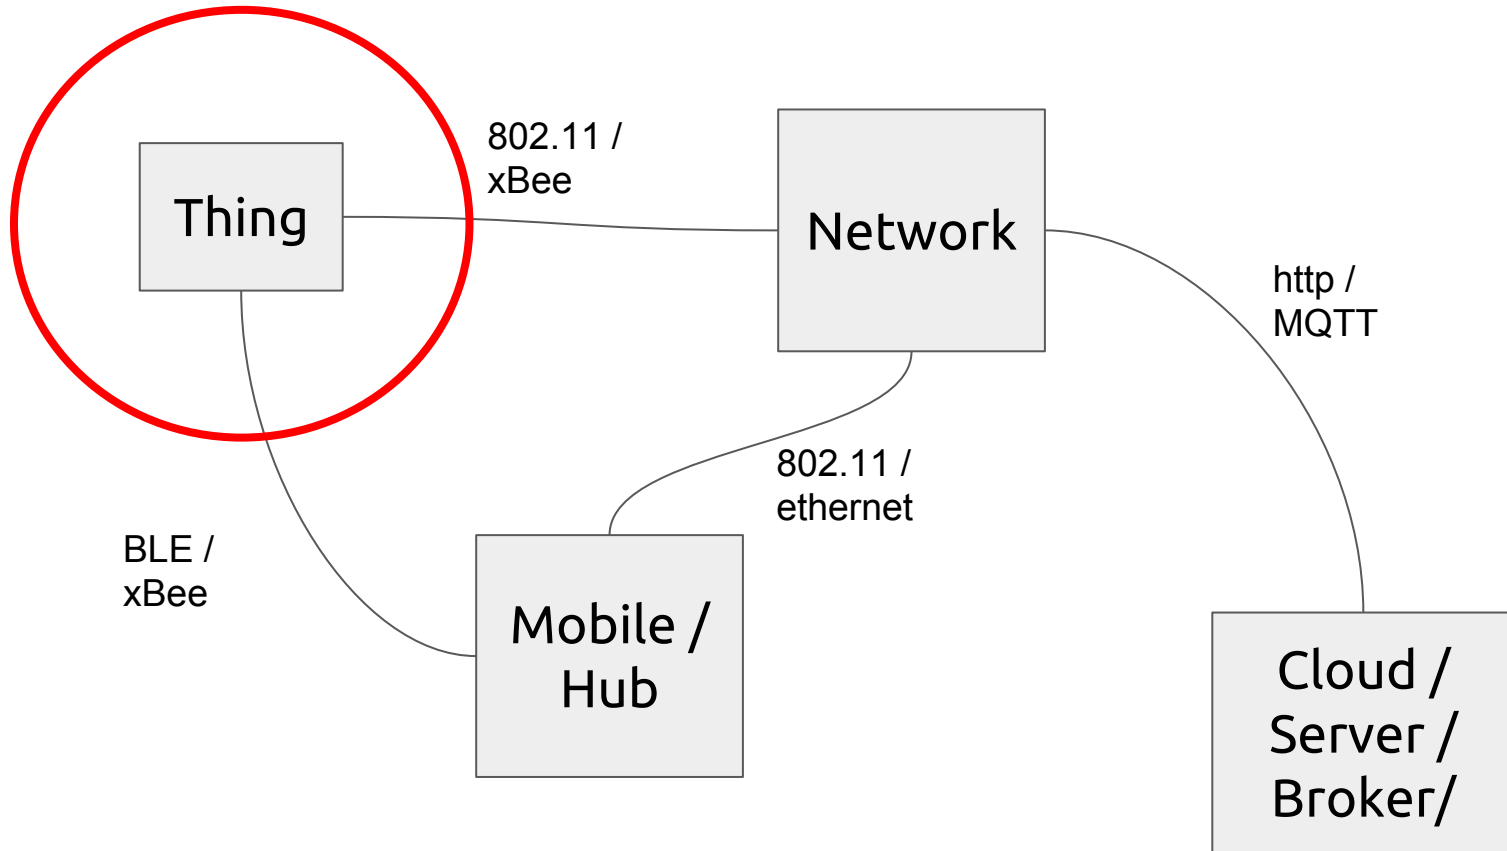 802.11 /
xBee
Thing
Network
http /
MQTT
802.11 /
ethernet
BLE /
xBee
Mobile /
Hub
Cloud /
Server /
Broker/